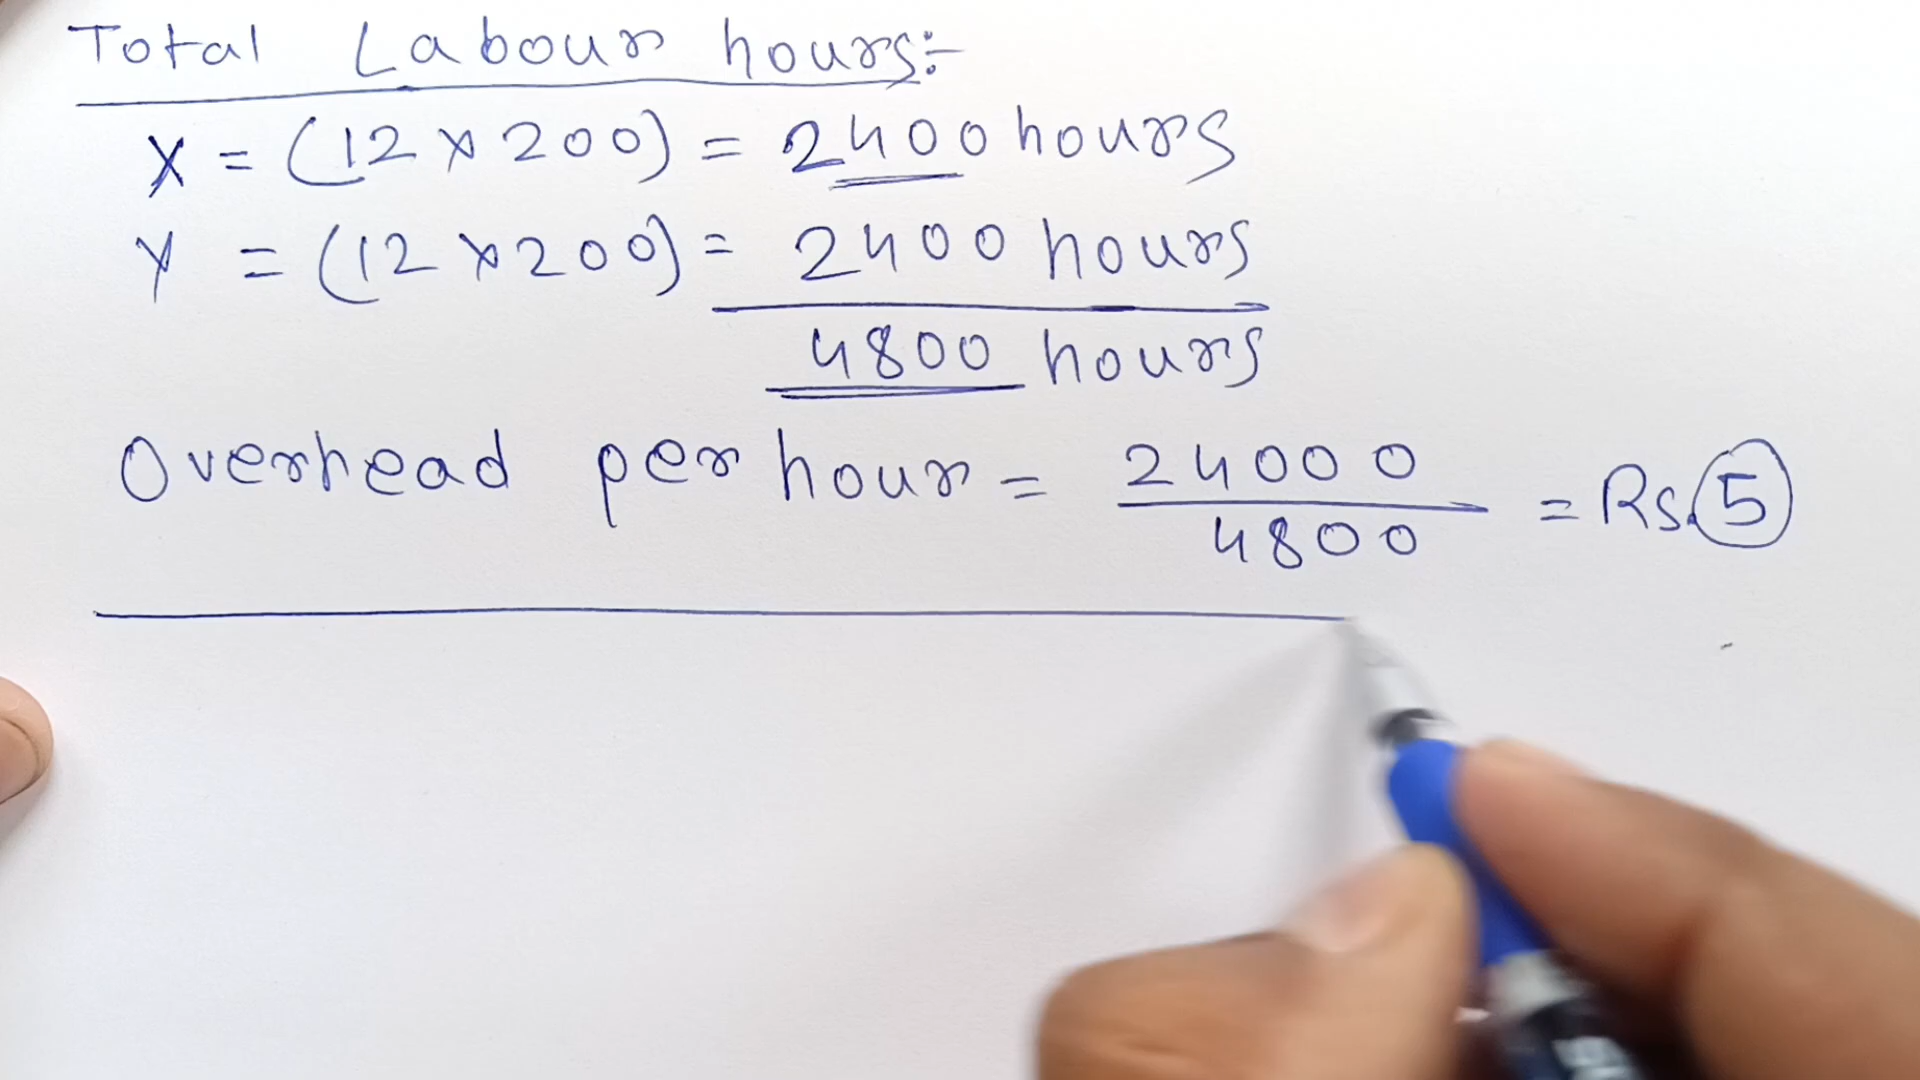 Total Labour hours:-
X = (12 × 200) = 2400 hours
Y = (12 × 200) = 2400 hours
4800 hours
Overhead per hour = 24000 / 4800 = Rs. 5